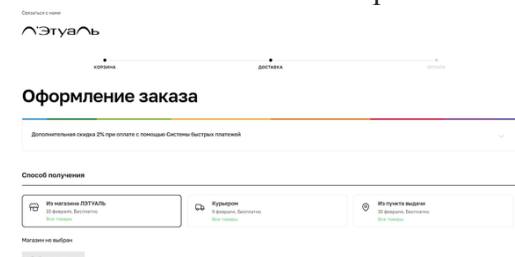 Связаться с нами
Л'Этуаль
КОРЗИНА
ДОСТАВКА
ОПЛАТА
Оформление заказа
Дополнительная скидка 2% при оплате с помощью Системы быстрых платежей
Способ получения
Из магазина ЛЭТУАЛЬ
10 февраля, Бесплатно
Все товары
Курьером
9 февраля, Бесплатно
Все товары
Из пункта выдачи
10 февраля, Бесплатно
Все товары
Магазин не выбран